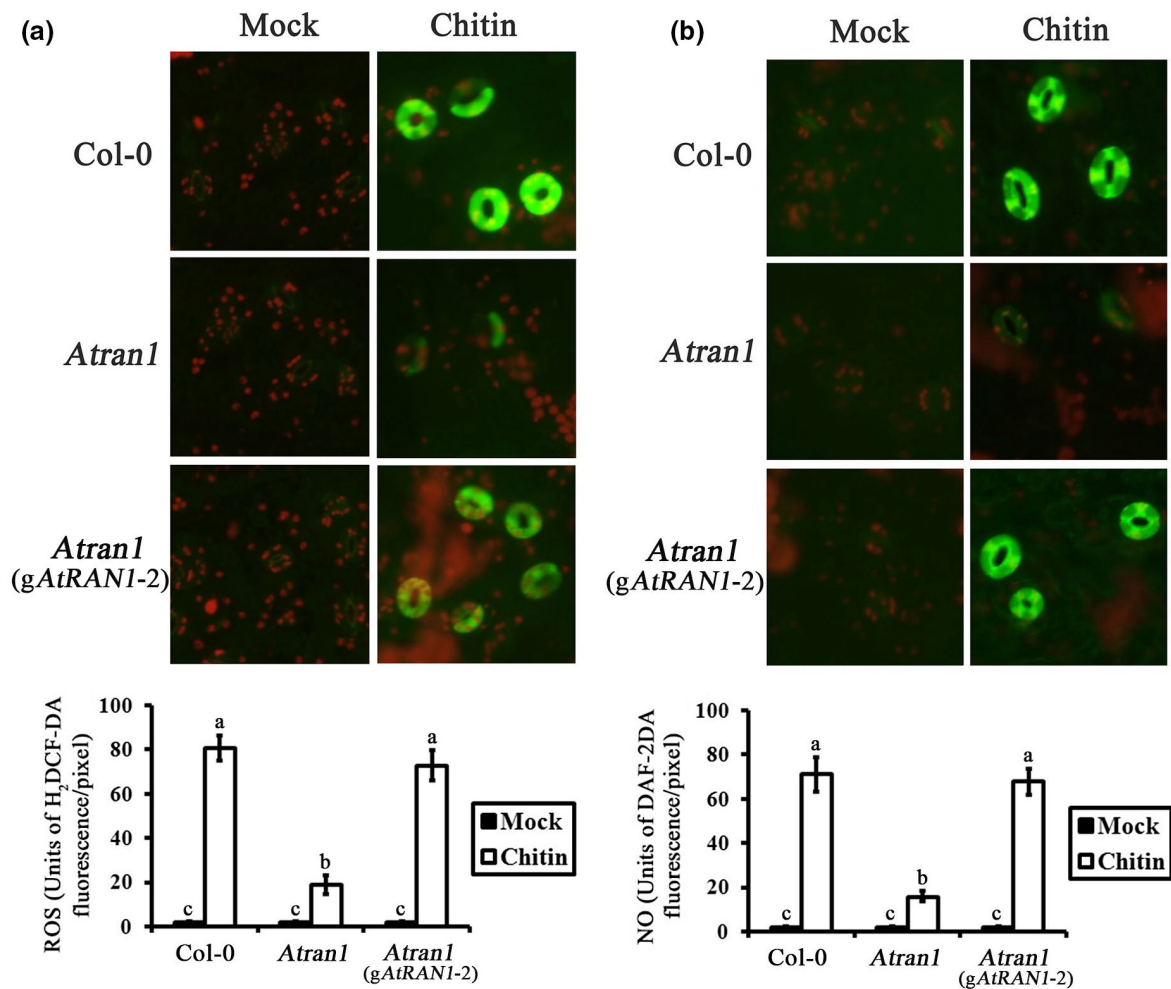 (a)
Mock Chitin
Col-0
Atran1
Atran1
(gAtRAN1-2)
ROS (Units of H2DCF-DA
fluorescence/pixel)
100
80
60
40
20
0
c a
c b
c a
Mock
Chitin
Col-0 Atran1 Atran1
(gAtRAN1-2)
(b)
Mock Chitin
Col-0
Atran1
Atran1
(gAtRAN1-2)
NO (Units of DAF-2DA
fluorescence/pixel)
100
80
60
40
20
0
c a
c b
c a
Mock
Chitin
Col-0 Atran1 Atran1
(gAtRAN1-2)